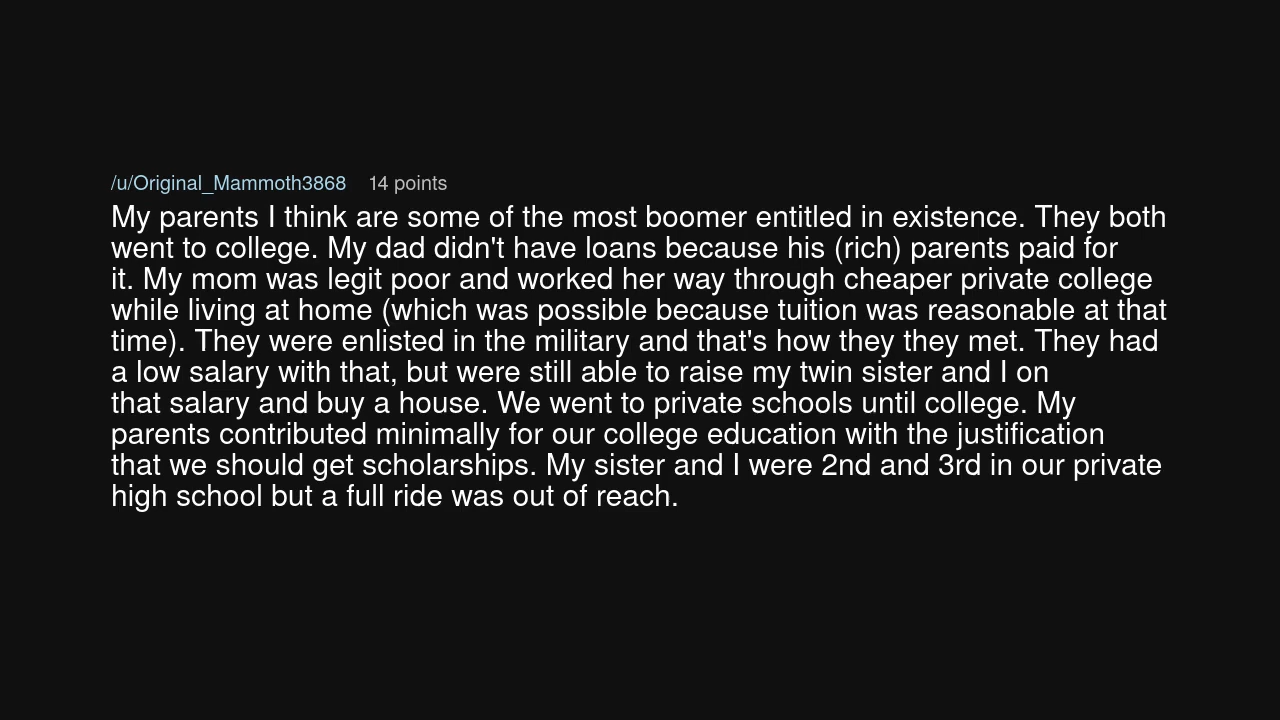 /u/Original_Mammoth3868 14 points
My parents I think are some of the most boomer entitled in existence. They both
went to college. My dad didn't have loans because his (rich) parents paid for
it. My mom was legit poor and worked her way through cheaper private college
while living at home (which was possible because tuition was reasonable at that
time). They were enlisted in the military and that's how they they met. They had
a low salary with that, but were still able to raise my twin sister and I on
that salary and buy a house. We went to private schools until college. My
parents contributed minimally for our college education with the justification
that we should get scholarships. My sister and I were 2nd and 3rd in our private
high school but a full ride was out of reach.